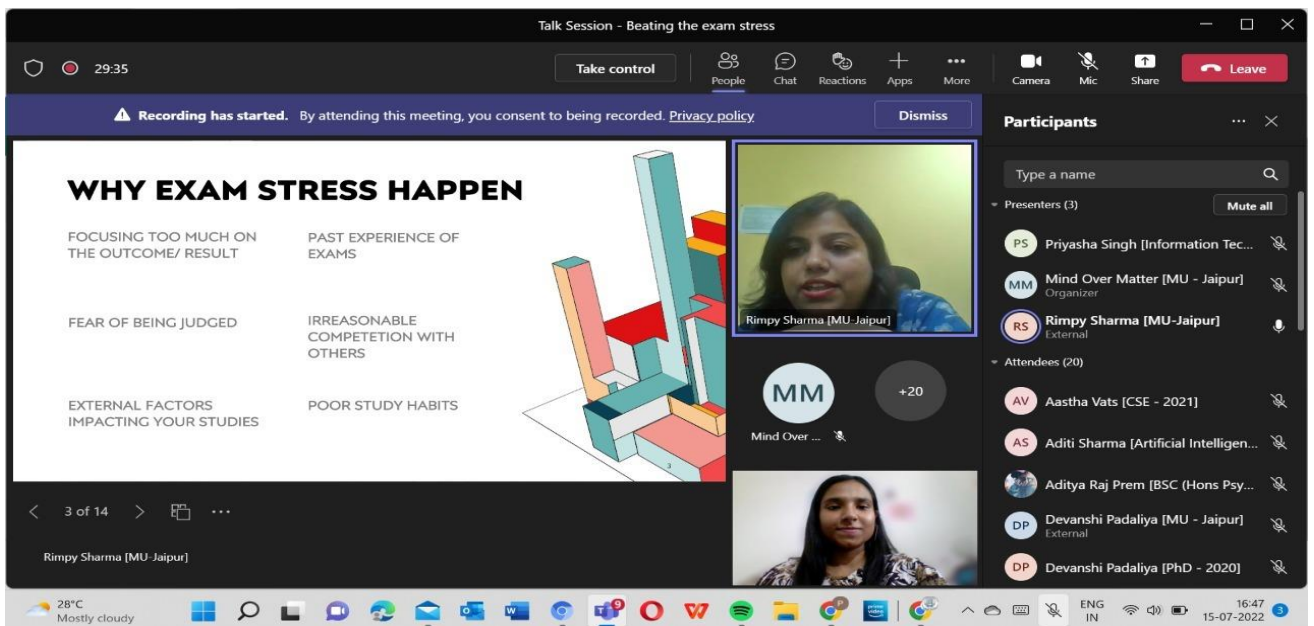 Talk Session - Beating the exam stress
29:35
Take control
People
Chat
Reactions
Apps
More
Camera
Mic
Share
Leave
Recording has started. By attending this meeting, you consent to being recorded. Privacy policy
Dismiss
WHY EXAM STRESS HAPPEN
FOCUSING TOO MUCH ON
THE OUTCOME/ RESULT
PAST EXPERIENCE OF
EXAMS
FEAR OF BEING JUDGED
IRREASONABLE
COMPETETION WITH
OTHERS
EXTERNAL FACTORS
IMPACTING YOUR STUDIES
POOR STUDY HABITS
3
3 of 14
Rimpy Sharma [MU-Jaipur]
Rimpy Sharma [MU-Jaipur]
MM
+20
Mind Over ...
Participants
Type a name
Presenters (3)
Mute all
PS
Priyasha Singh [Information Tec...
MM
Mind Over Matter [MU - Jaipur]
Organizer
RS
Rimpy Sharma [MU-Jaipur]
External
Attendees (20)
AV
Aastha Vats [CSE - 2021]
AS
Aditi Sharma [Artificial Intelligen...
Aditya Raj Prem [BSC (Hons Psy...
DP
Devanshi Padaliya [MU - Jaipur]
External
DP
Devanshi Padaliya [PhD - 2020]
28°C
Mostly cloudy
9
ENG
IN
16:47
15-07-2022
3